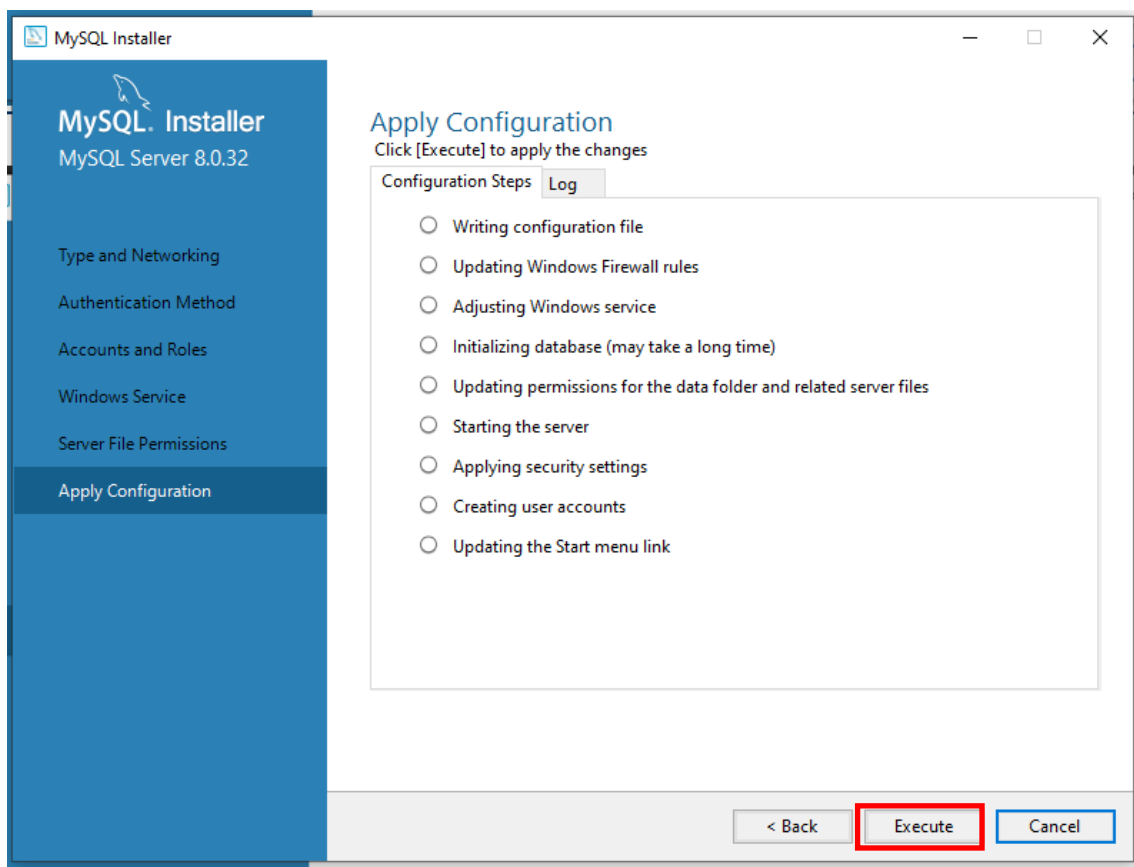 MySQL Installer
MySQL. Installer
MySQL Server 8.0.32
Type and Networking
Authentication Method
Accounts and Roles
Windows Service
Server File Permissions
Apply Configuration
Apply Configuration
Click [Execute] to apply the changes
Configuration Steps
Log
Writing configuration file
Updating Windows Firewall rules
Adjusting Windows service
Initializing database (may take a long time)
Updating permissions for the data folder and related server files
Starting the server
Applying security settings
Creating user accounts
Updating the Start menu link
< Back
Execute
Cancel